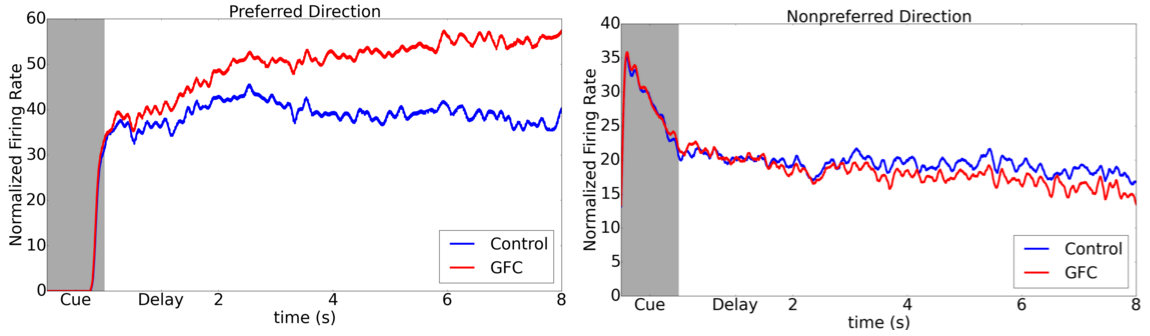 Preferred Direction
60
50
40
30
20
10
0
Normalized Firing Rate
Control
GFC
Cue Delay 2 4 6 8
time (s)
Nonpreferred Direction
40
35
30
25
20
15
10
5
0
Normalized Firing Rate
Control
GFC
Cue Delay 2 4 6 8
time (s)